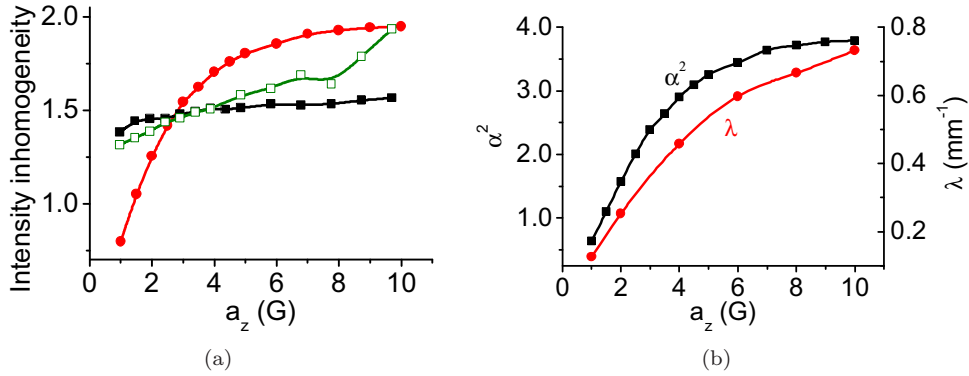 Intensity inhomogeneity
2.0
1.5
1.0
0 2 4 6 8 10
a_z (G)
(a)
α²
4.0
3.0
2.0
1.0
α²
λ
0 2 4 6 8 10
a_z (G)
0.8
0.6
0.4
0.2
λ (mm⁻¹)
(b)